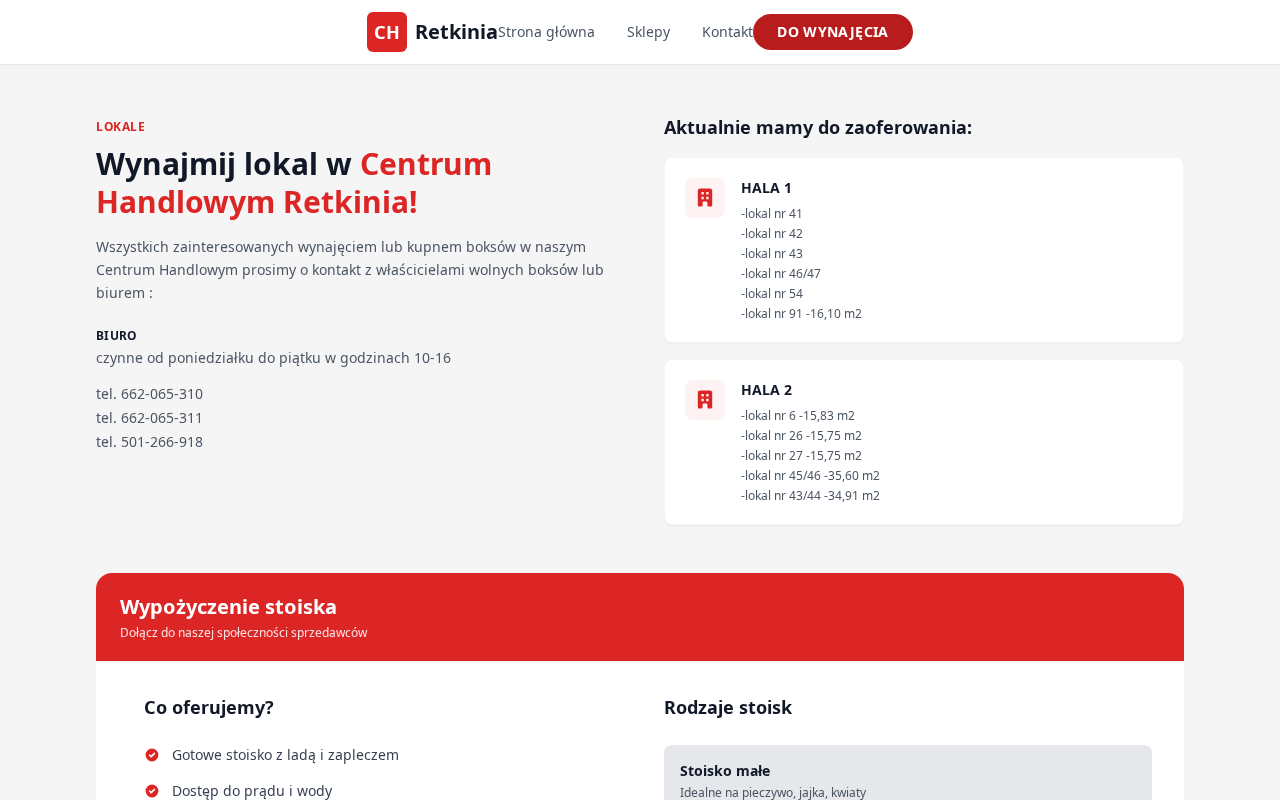 CH Retkinia Strona główna Sklepy Kontakt DO WYNAJĘCIA
LOKALE
Wynajmij lokal w Centrum
Handlowym Retkinia!
Wszystkich zainteresowanych wynajęciem lub kupnem boksów w naszym
Centrum Handlowym prosimy o kontakt z właścicielami wolnych boksów lub
biurem :
BIURO
czynne od poniedziałku do piątku w godzinach 10-16
tel. 662-065-310
tel. 662-065-311
tel. 501-266-918
Aktualnie mamy do zaoferowania:
HALA 1
-lokal nr 41
-lokal nr 42
-lokal nr 43
-lokal nr 46/47
-lokal nr 54
-lokal nr 91 -16,10 m2
HALA 2
-lokal nr 6 -15,83 m2
-lokal nr 26 -15,75 m2
-lokal nr 27 -15,75 m2
-lokal nr 45/46 -35,60 m2
-lokal nr 43/44 -34,91 m2
Wypożyczenie stoiska
Dołącz do naszej społeczności sprzedawców
Co oferujemy?
Gotowe stoisko z ladą i zapleczem
Dostęp do prądu i wody
Rodzaje stoisk
Stoisko małe
Idealne na pieczywo, jajka, kwiaty